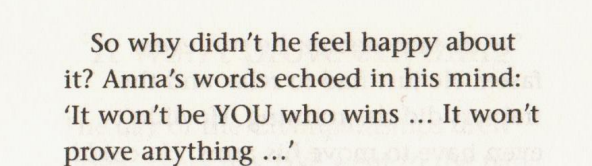 So why didn't he feel happy about
it? Anna's words echoed in his mind:
'It won't be YOU who wins ... It won't
prove anything ...'